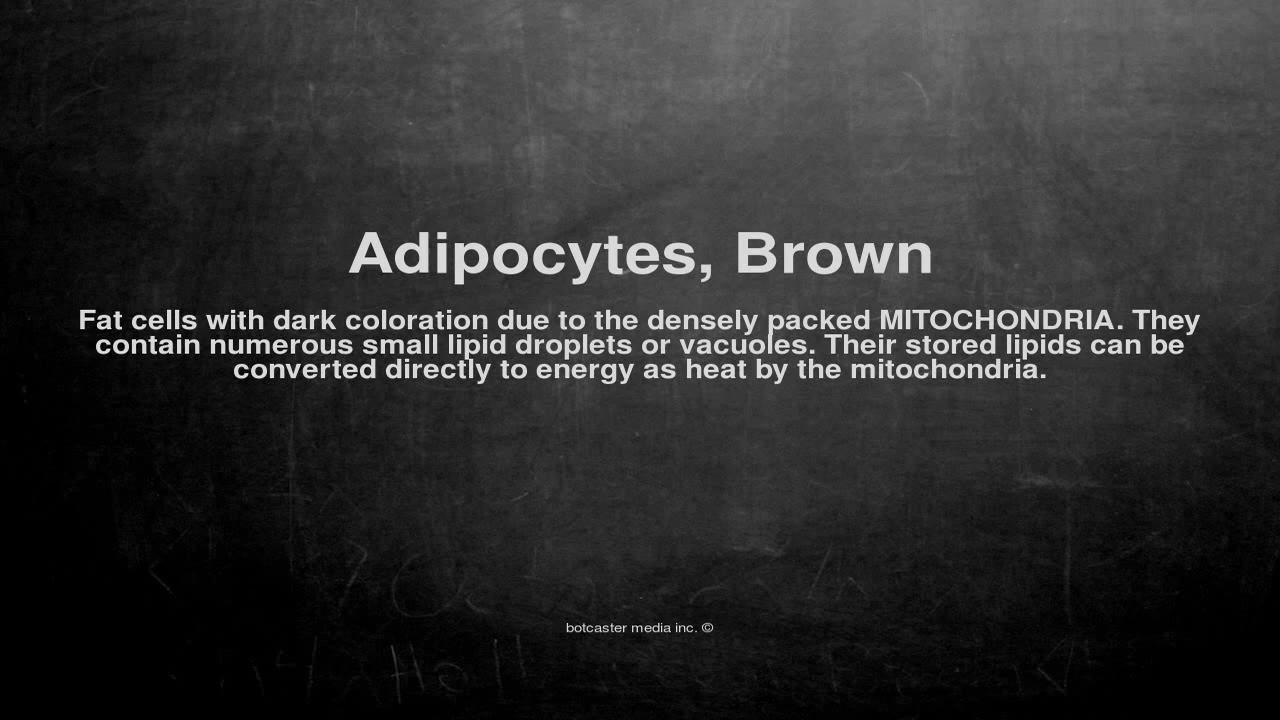 Adipocytes, Brown
Fat cells with dark coloration due to the densely packed MITOCHONDRIA. They
contain numerous small lipid droplets or vacuoles. Their stored lipids can be
converted directly to energy as heat by the mitochondria.
botcaster media inc. ©